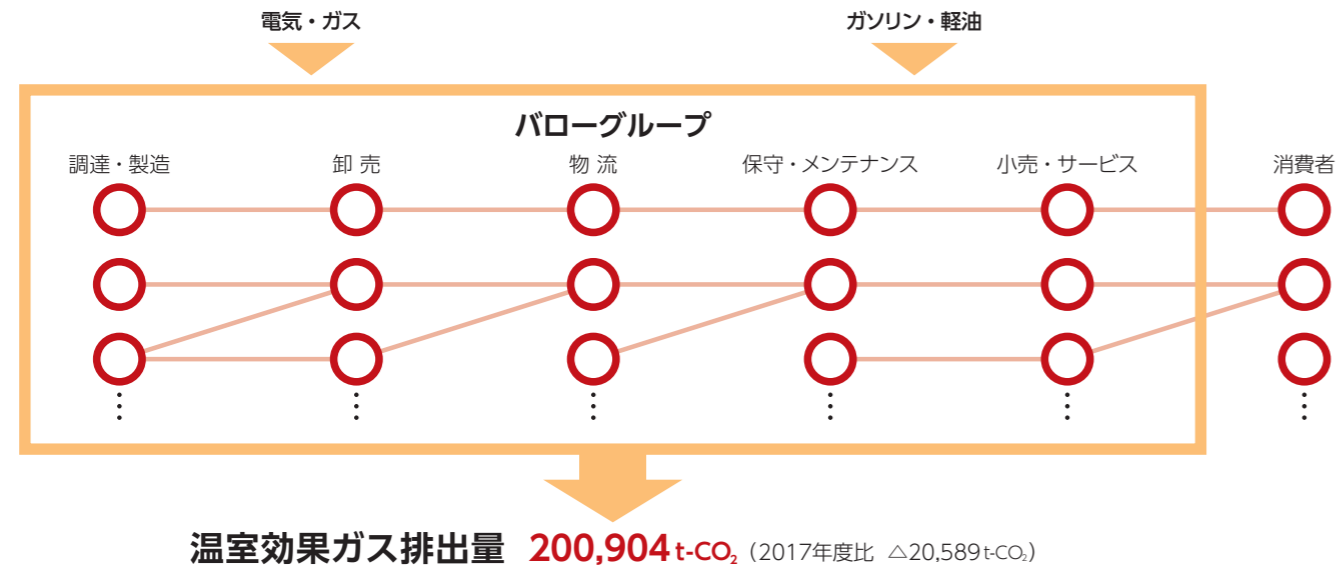 電気・ガス ガソリン・軽油
バローグループ
調達・製造 卸 売 物 流 保守・メンテナンス 小売・サービス 消費者
温室効果ガス排出量 200,904 t-CO₂ (2017年度比 △20,589t-CO₂)